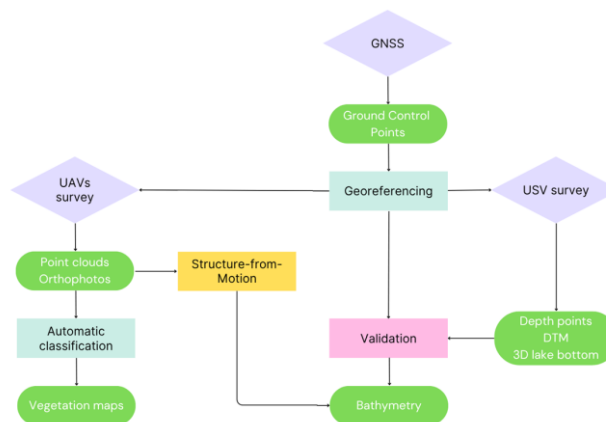 GNSS
Ground Control
Points
UAVs
survey
Georeferencing
USV survey
Point clouds
Orthophotos
Structure-from-
Motion
Automatic
classification
Validation
Depth points
DTM
3D lake bottom
Vegetation maps
Bathymetry